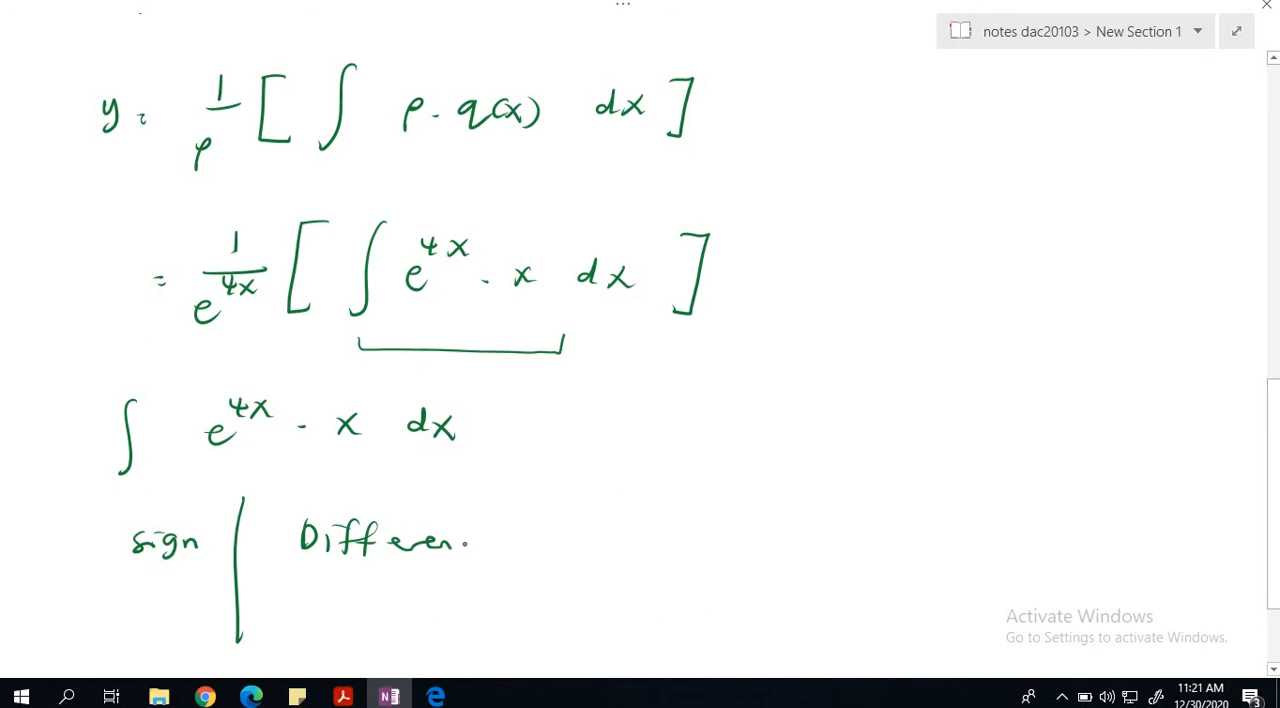 ...
notes dac20103 > New Section 1
y = 1/ρ [ ∫ ρ . q(x) dx ]
= 1/e^4x [ ∫ e^4x . x dx ]
∫ e^4x . x dx
sign | Differen.
Activate Windows
Go to Settings to activate Windows.
11:21 AM
12/30/2020
3